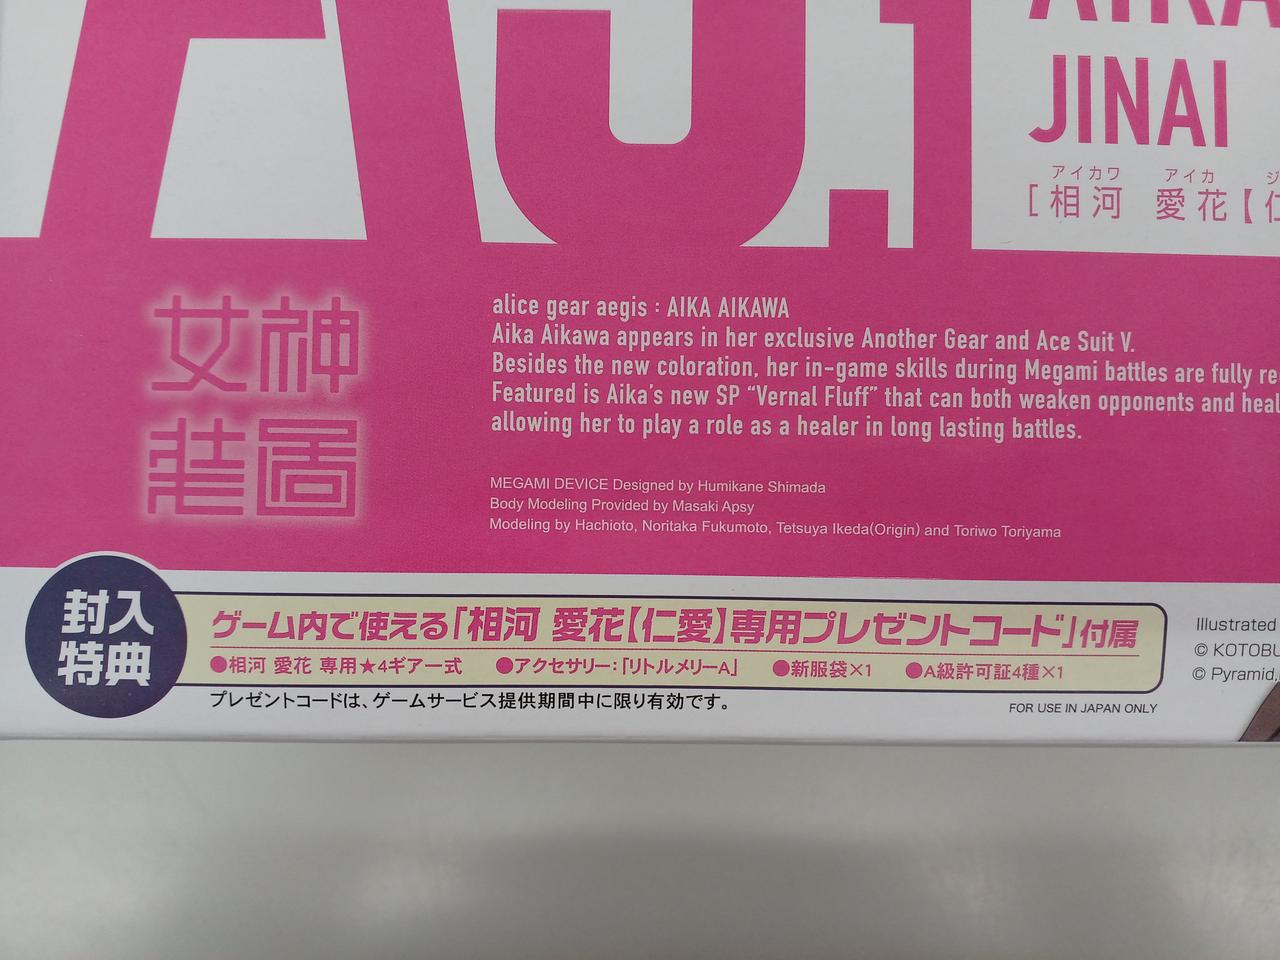 JINAI
アイカワ アイカ
[相河 愛花【仁
女神
装圖
alice gear aegis : AIKA AIKAWA
Aika Aikawa appears in her exclusive Another Gear and Ace Suit V.
Besides the new coloration, her in-game skills during Megami battles are fully re
Featured is Aika's new SP “Vernal Fluff” that can both weaken opponents and heal
allowing her to play a role as a healer in long lasting battles.
MEGAMI DEVICE Designed by Humikane Shimada
Body Modeling Provided by Masaki Apsy
Modeling by Hachioto, Noritaka Fukumoto, Tetsuya Ikeda(Origin) and Toriwo Toriyama
封入
特典
ゲーム内で使える「相河 愛花【仁愛】専用プレゼントコード」付属
●相河 愛花 専用★4ギア一式 ●アクセサリー:「リトルメリーA」 ●新服袋×1 ●A級許可証4種×1
プレゼントコードは、ゲームサービス提供期間中に限り有効です。
FOR USE IN JAPAN ONLY
Illustrated
© KOTOBU
© Pyramid,